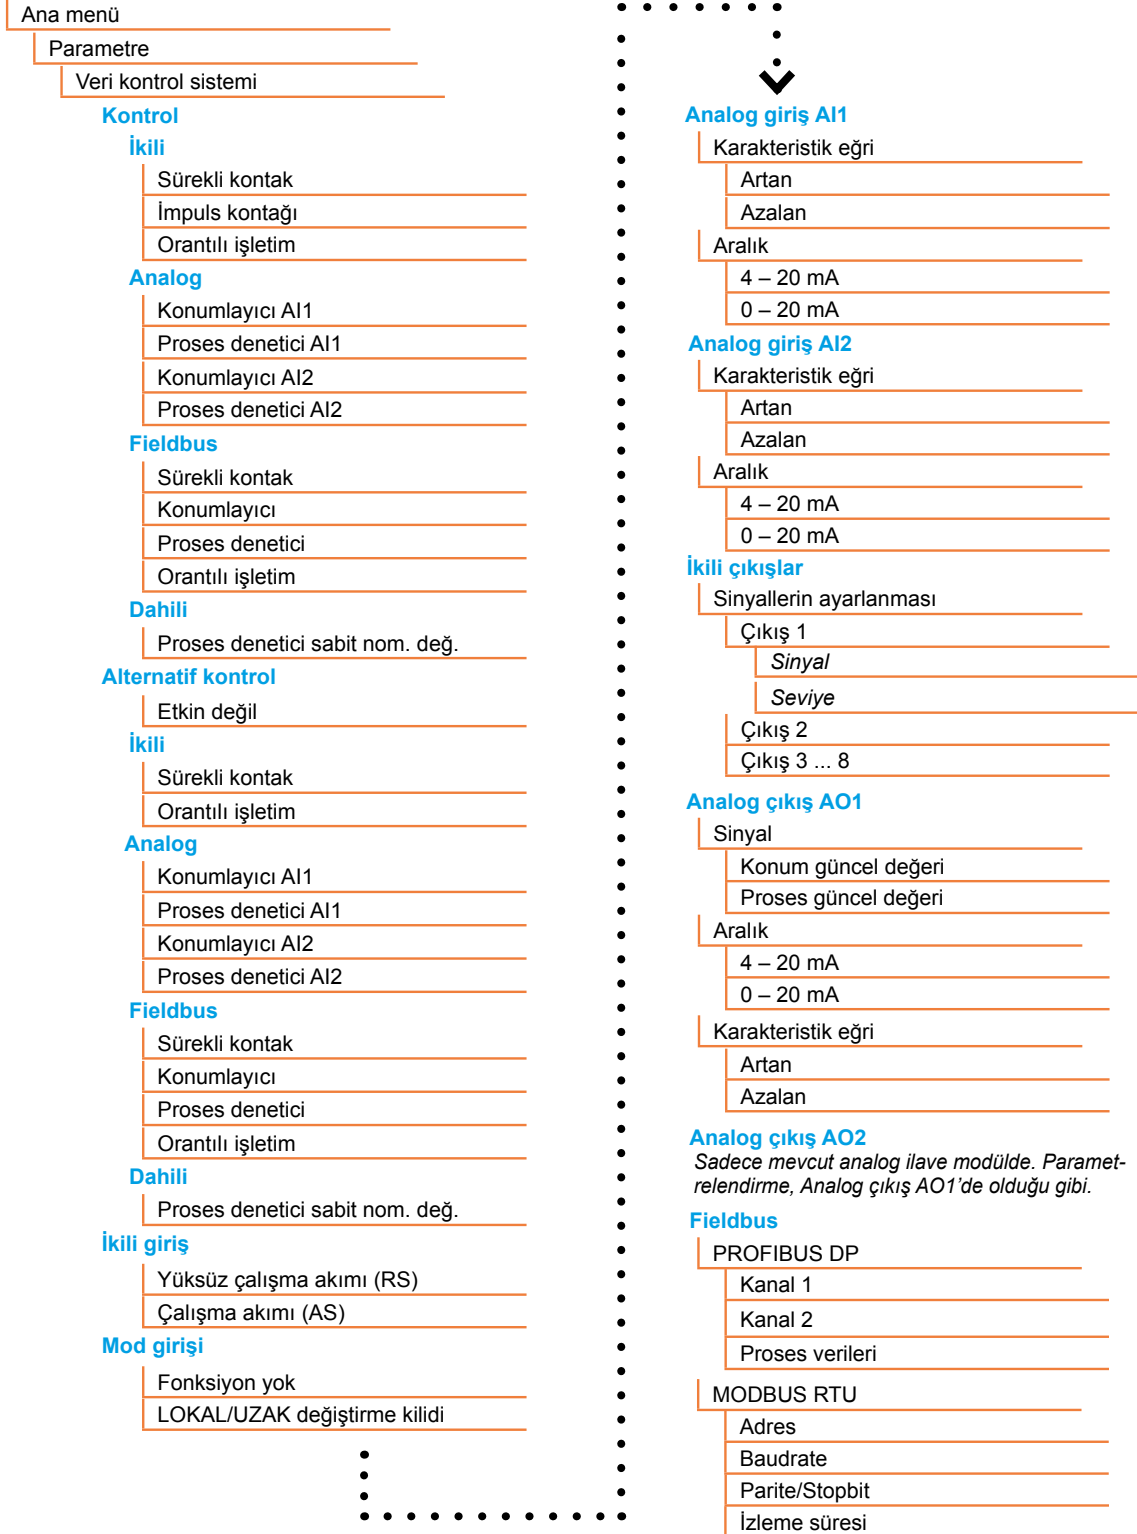 Ana menü
Parametre
Veri kontrol sistemi
Kontrol
İkili
Sürekli kontak
İmpuls kontağı
Orantılı işletim
Analog
Konumlayıcı AI1
Proses denetici AI1
Konumlayıcı AI2
Proses denetici AI2
Fieldbus
Sürekli kontak
Konumlayıcı
Proses denetici
Orantılı işletim
Dahili
Proses denetici sabit nom. değ.
Alternatif kontrol
Etkin değil
İkili
Sürekli kontak
Orantılı işletim
Analog
Konumlayıcı AI1
Proses denetici AI1
Konumlayıcı AI2
Proses denetici AI2
Fieldbus
Sürekli kontak
Konumlayıcı
Proses denetici
Orantılı işletim
Dahili
Proses denetici sabit nom. değ.
İkili giriş
Yüksüz çalışma akımı (RS)
Çalışma akımı (AS)
Mod girişi
Fonksiyon yok
LOKAL/UZAK değiştirme kilidi
Analog giriş AI1
Karakteristik eğri
Artan
Azalan
Aralık
4 – 20 mA
0 – 20 mA
Analog giriş AI2
Karakteristik eğri
Artan
Azalan
Aralık
4 – 20 mA
0 – 20 mA
İkili çıkışlar
Sinyallerin ayarlanması
Çıkış 1
Sinyal
Seviye
Çıkış 2
Çıkış 3 ... 8
Analog çıkış AO1
Sinyal
Konum güncel değeri
Proses güncel değeri
Aralık
4 – 20 mA
0 – 20 mA
Karakteristik eğri
Artan
Azalan
Analog çıkış AO2
Sadece mevcut analog ilave modülde. Paramet-
relendirme, Analog çıkış AO1’de olduğu gibi.
Fieldbus
PROFIBUS DP
Kanal 1
Kanal 2
Proses verileri
MODBUS RTU
Adres
Baudrate
Parite/Stopbit
İzleme süresi